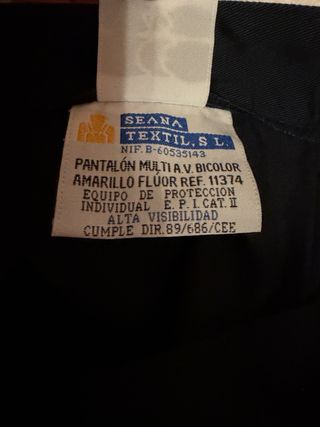 SEANA
TEXTIL, S L
NIF. B-60535143
PANTALÓN MULTI A.V. BICOLOR
AMARILLO FLÚOR REF. 11374
EQUIPO DE PROTECCION
INDIVIDUAL E. P. I. CAT. II
ALTA VISIBILIDAD
CUMPLE DIR. 89/686/CEE